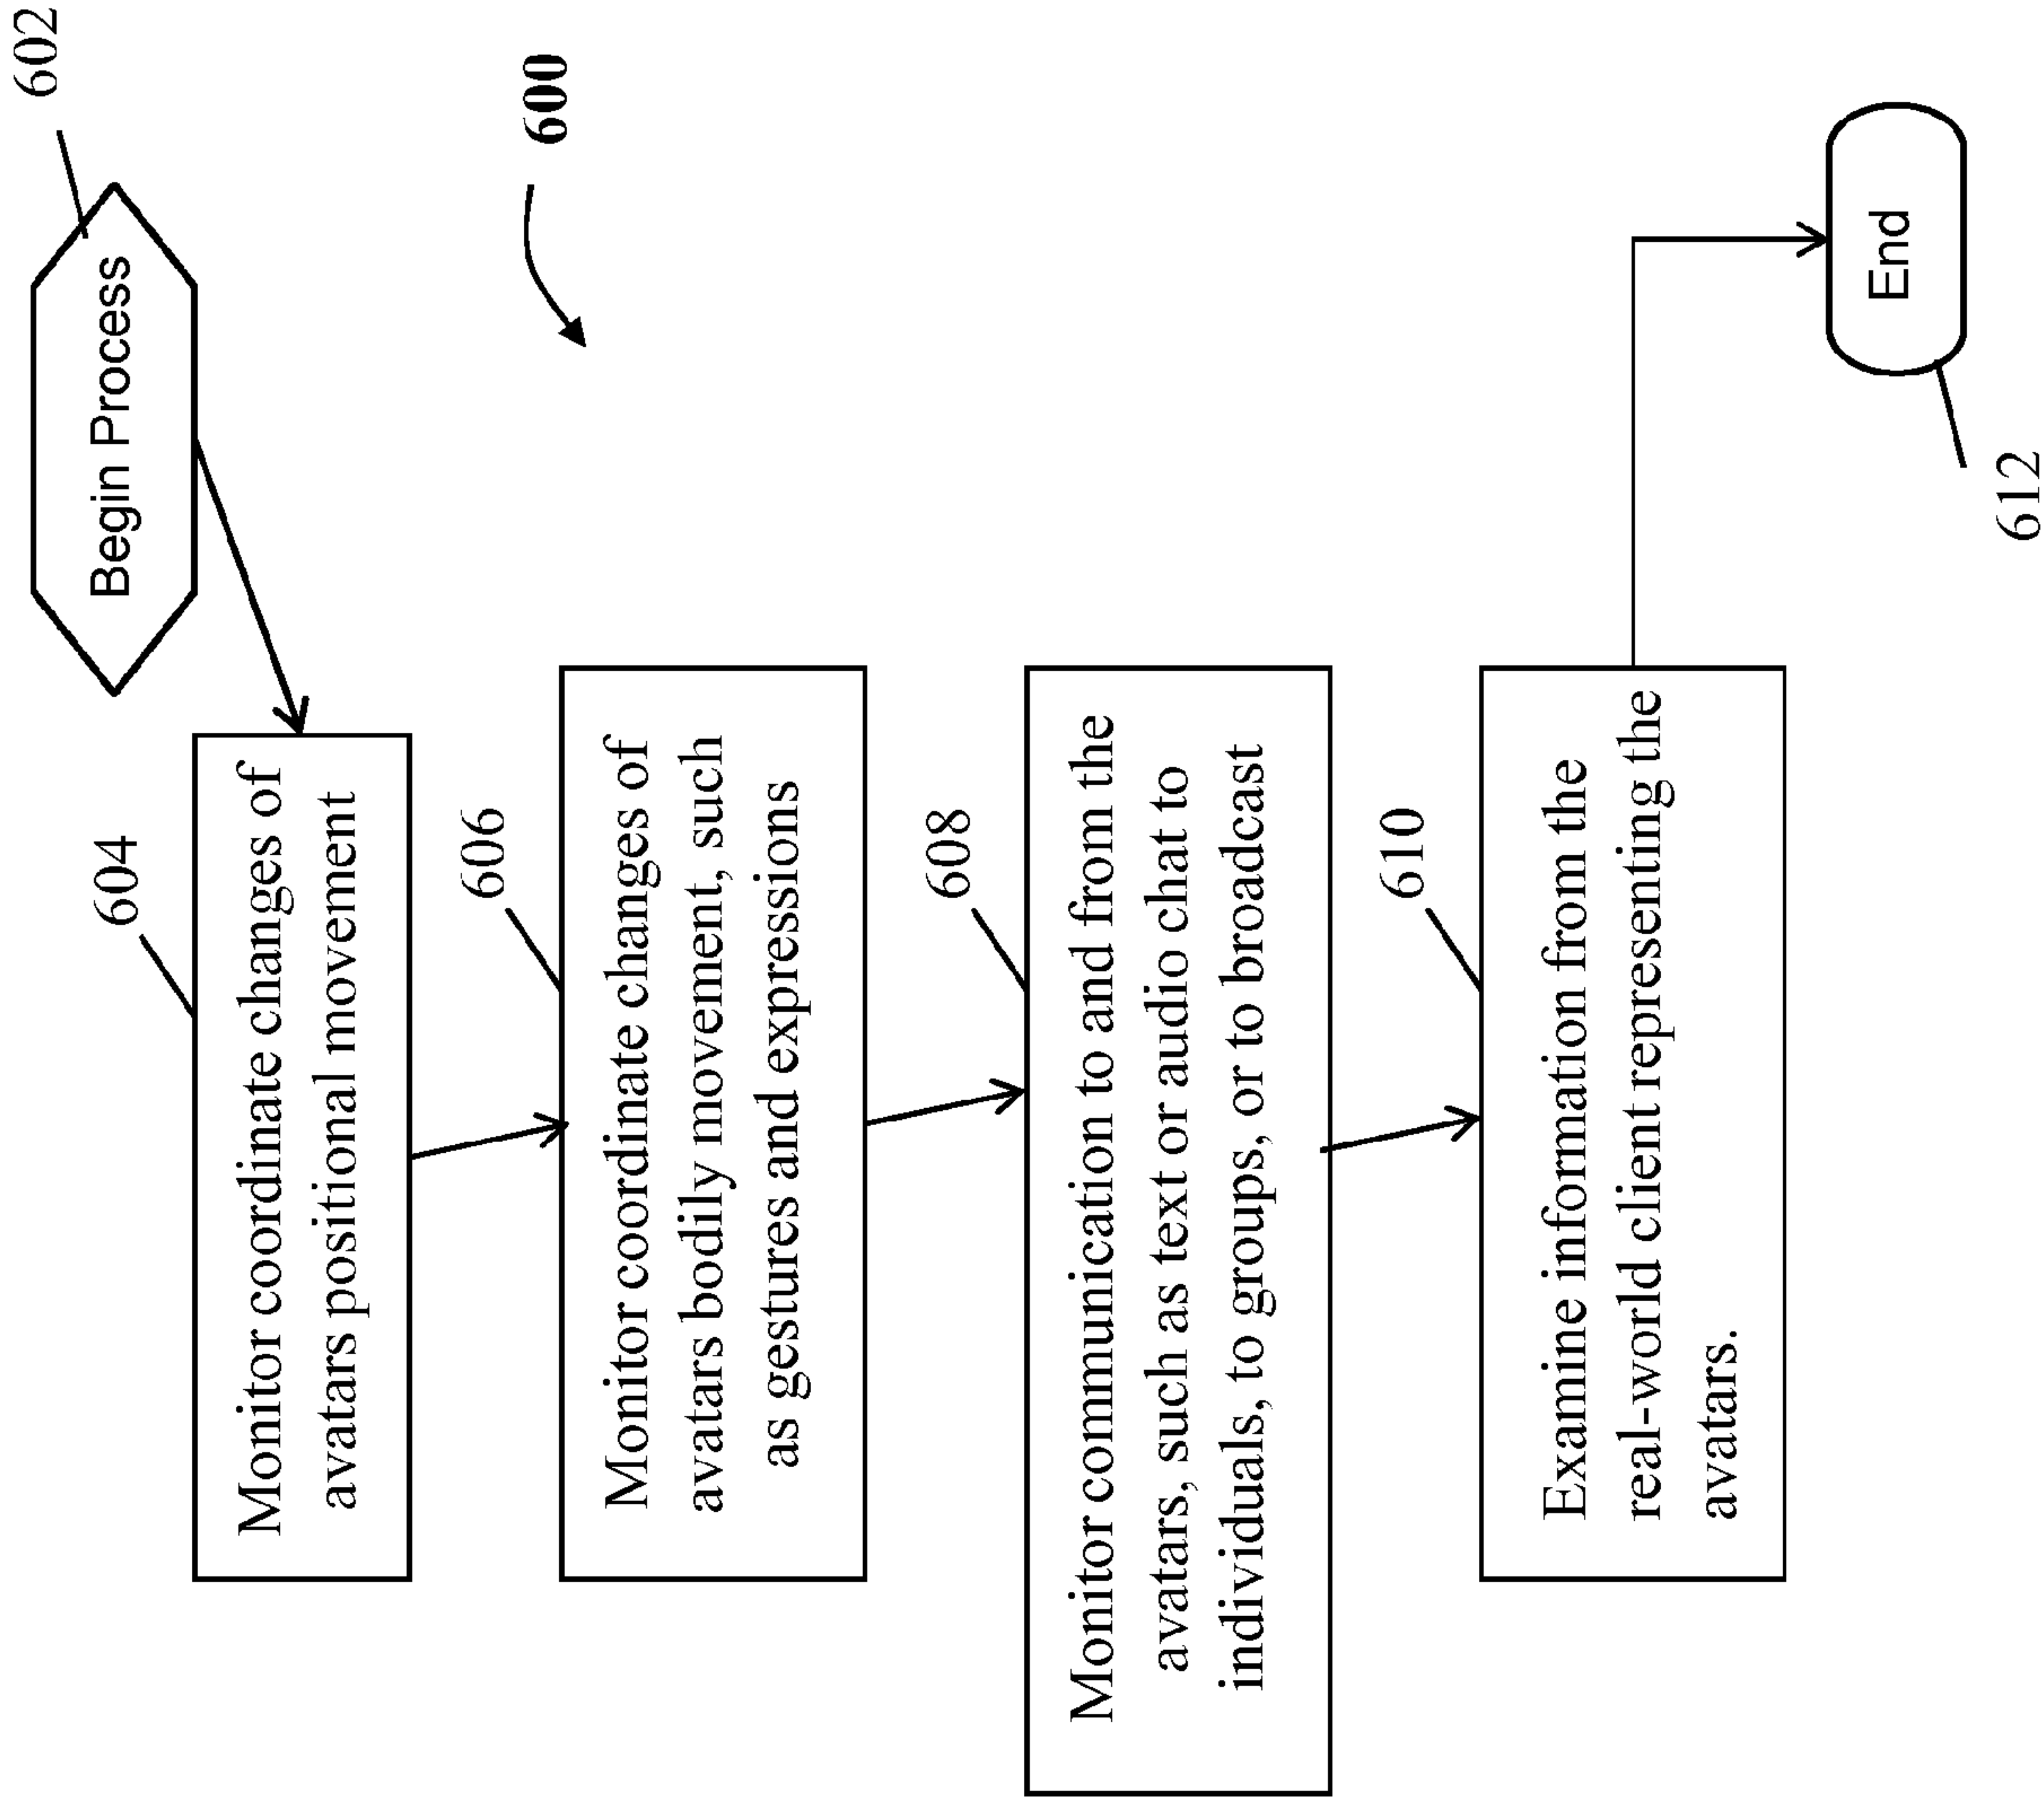 602
Begin Process
600
604
Monitor coordinate changes of
avatars positional movement
606
Monitor coordinate changes of
avatars bodily movement, such
as gestures and expressions
608
Monitor communication to and from the
avatars, such as text or audio chat to
individuals, to groups, or to broadcast
610
Examine information from the
real-world client representing the
avatars.
End
612